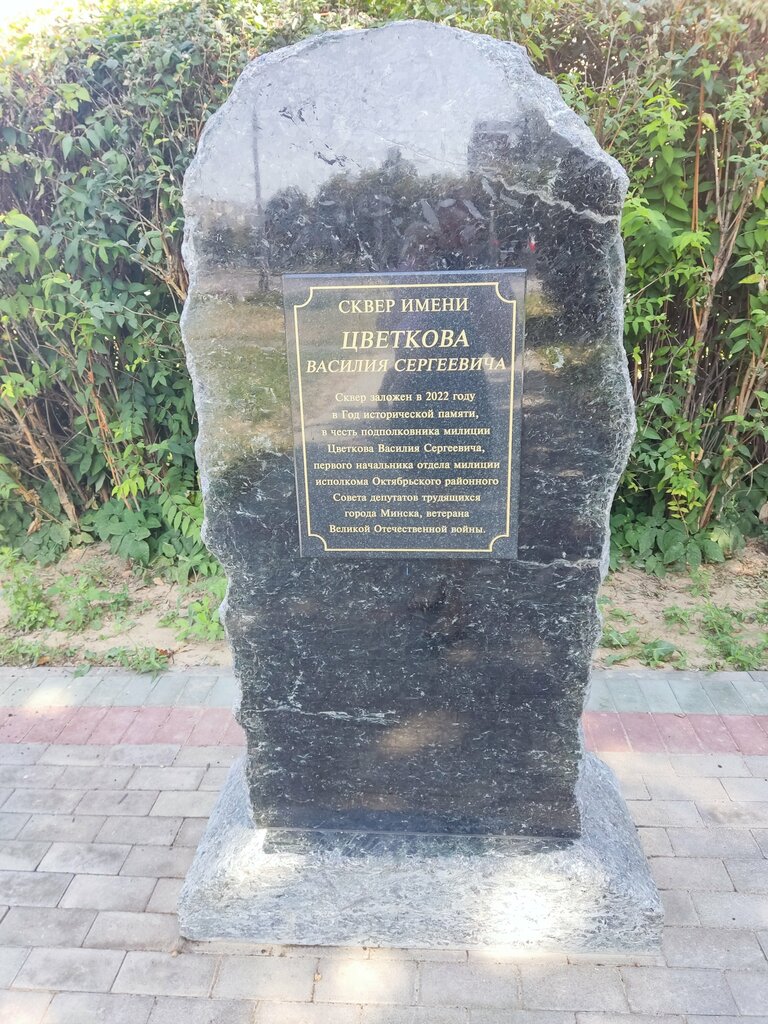 СКВЕР ИМЕНИ
ЦВЕТКОВА
ВАСИЛИЯ СЕРГЕЕВИЧА
Сквер заложен в 2022 году
в Год исторической памяти,
в честь подполковника милиции
Цветкова Василия Сергеевича,
первого начальника отдела милиции
исполкома Октябрьского районного
Совета депутатов трудящихся
города Минска, ветерана
Великой Отечественной войны.